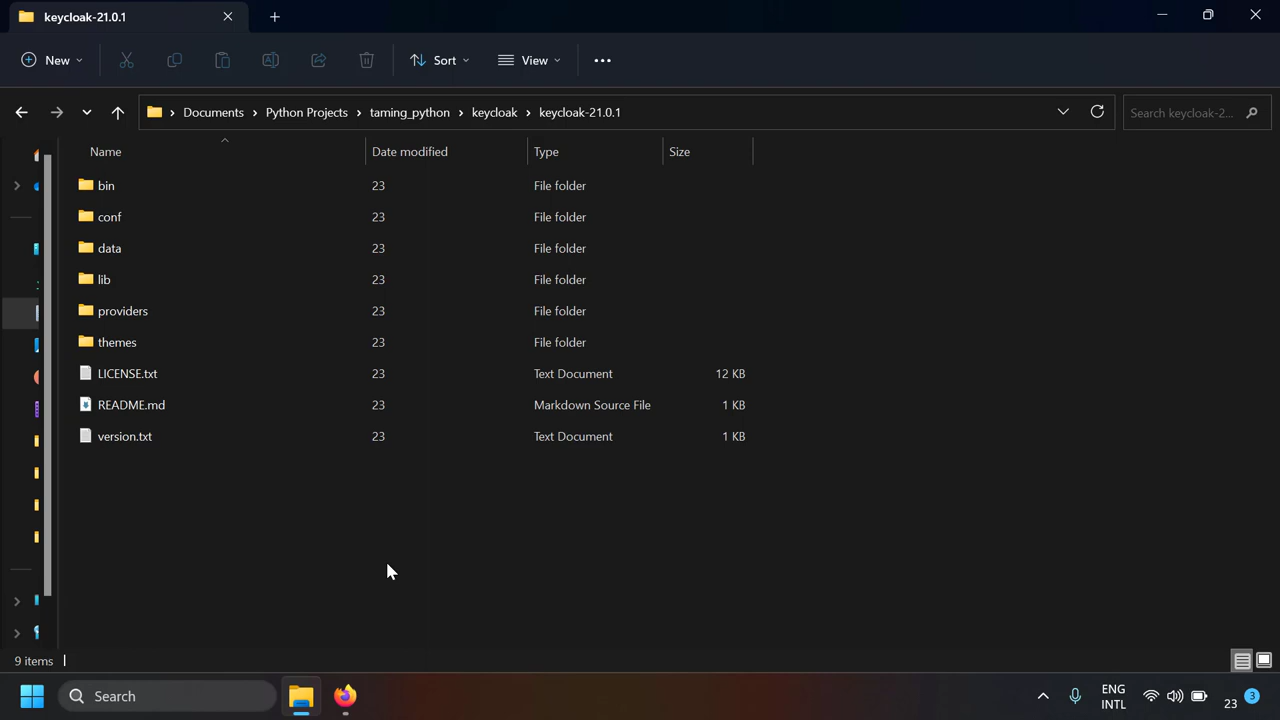 keycloak-21.0.1
New
Sort
View
Documents Python Projects taming_python keycloak keycloak-21.0.1
Search keycloak-2...
Name Date modified Type Size
bin 23 File folder
conf 23 File folder
data 23 File folder
lib 23 File folder
providers 23 File folder
themes 23 File folder
LICENSE.txt 23 Text Document 12 KB
README.md 23 Markdown Source File 1 KB
version.txt 23 Text Document 1 KB
9 items
Search
ENG
INTL
23
3